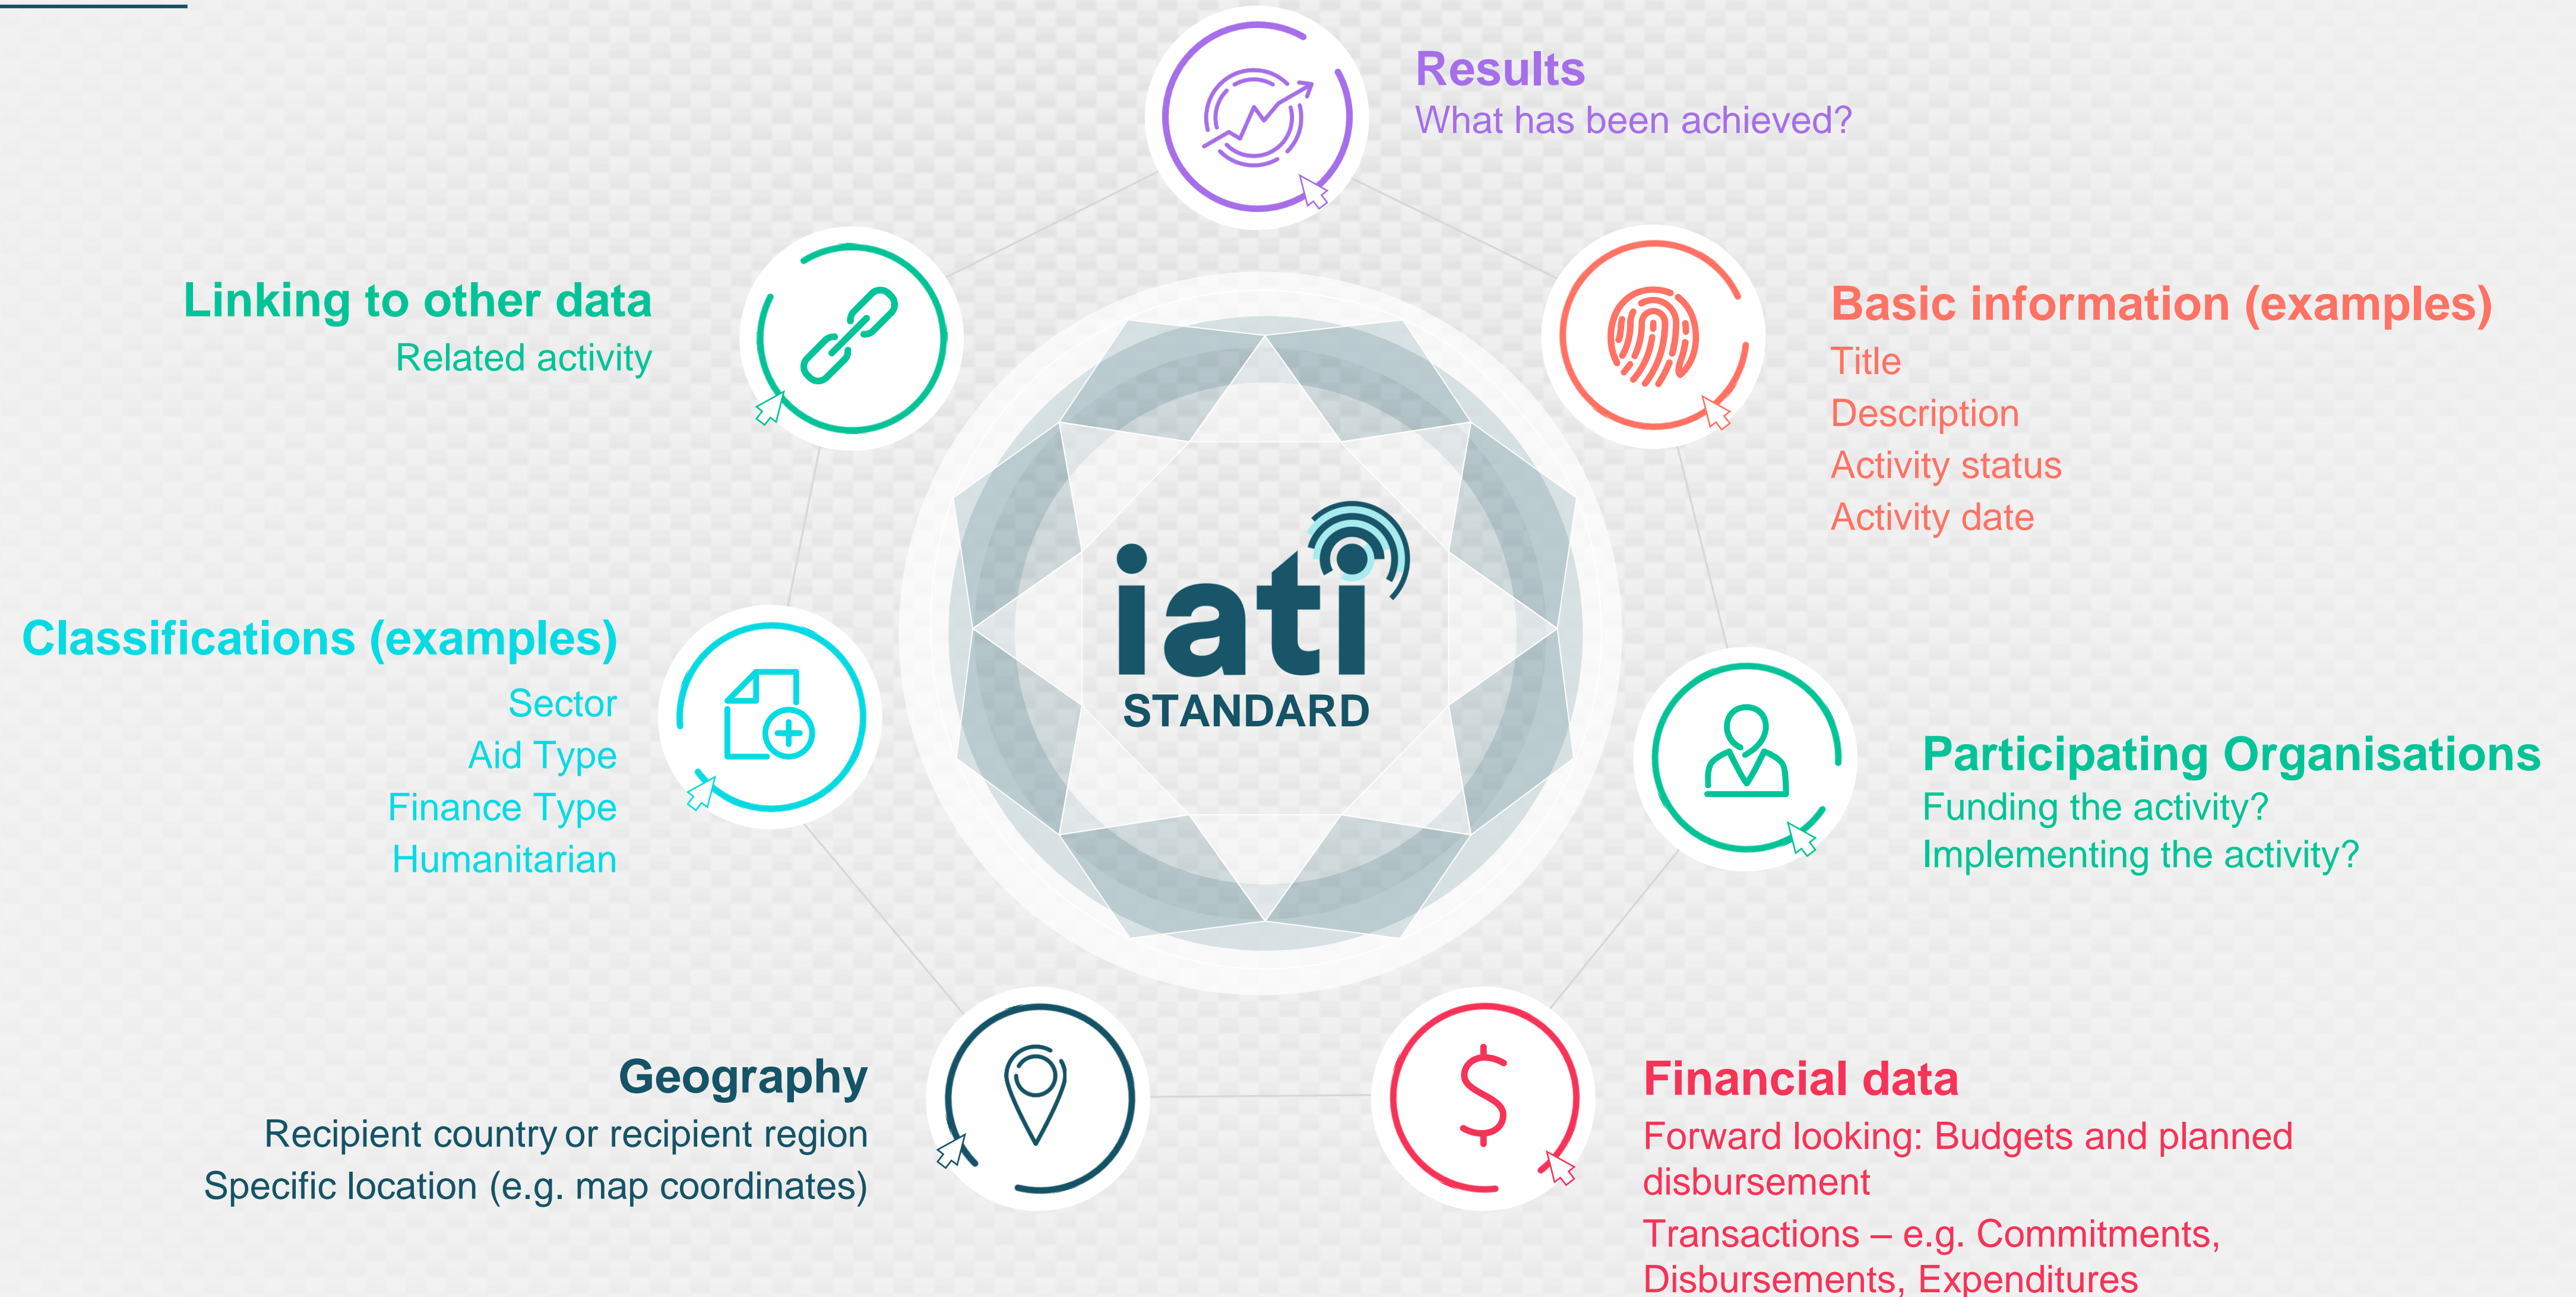 Results
What has been achieved?
Basic information (examples)
Title
Description
Activity status
Activity date
Participating Organisations
Funding the activity?
Implementing the activity?
Financial data
Forward looking: Budgets and planned
disbursement
Transactions – e.g. Commitments,
Disbursements, Expenditures
Geography
Recipient country or recipient region
Specific location (e.g. map coordinates)
Classifications (examples)
Sector
Aid Type
Finance Type
Humanitarian
Linking to other data
Related activity
iati
STANDARD